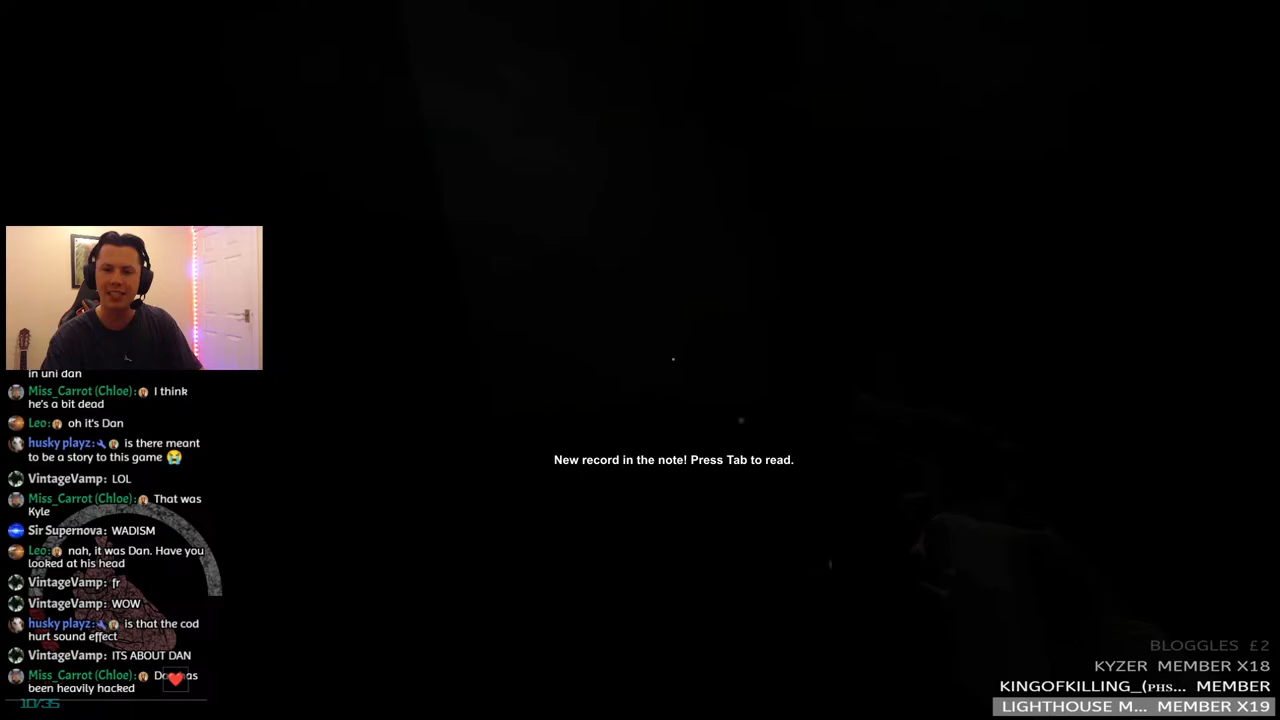 in uni dan
Miss_Carrot (Chloe): I think
he's a bit dead
Leo: oh it's Dan
husky playz: is there meant
to be a story to this game 😭
VintageVamp: LOL
Miss_Carrot (Chloe): That was
Kyle
Sir Supernova: WADISM
Leo: nah, it was Dan. Have you
looked at his head
VintageVamp: fr
VintageVamp: WOW
husky playz: is that the cod
hurt sound effect
VintageVamp: ITS ABOUT DAN
Miss_Carrot (Chloe):
been heavily hacked
10/35
New record in the note! Press Tab to read.
BLOGGLES £2
KYZER MEMBER X18
KINGOFKILLING_(PHS... MEMBER
LIGHTHOUSE M... MEMBER X19